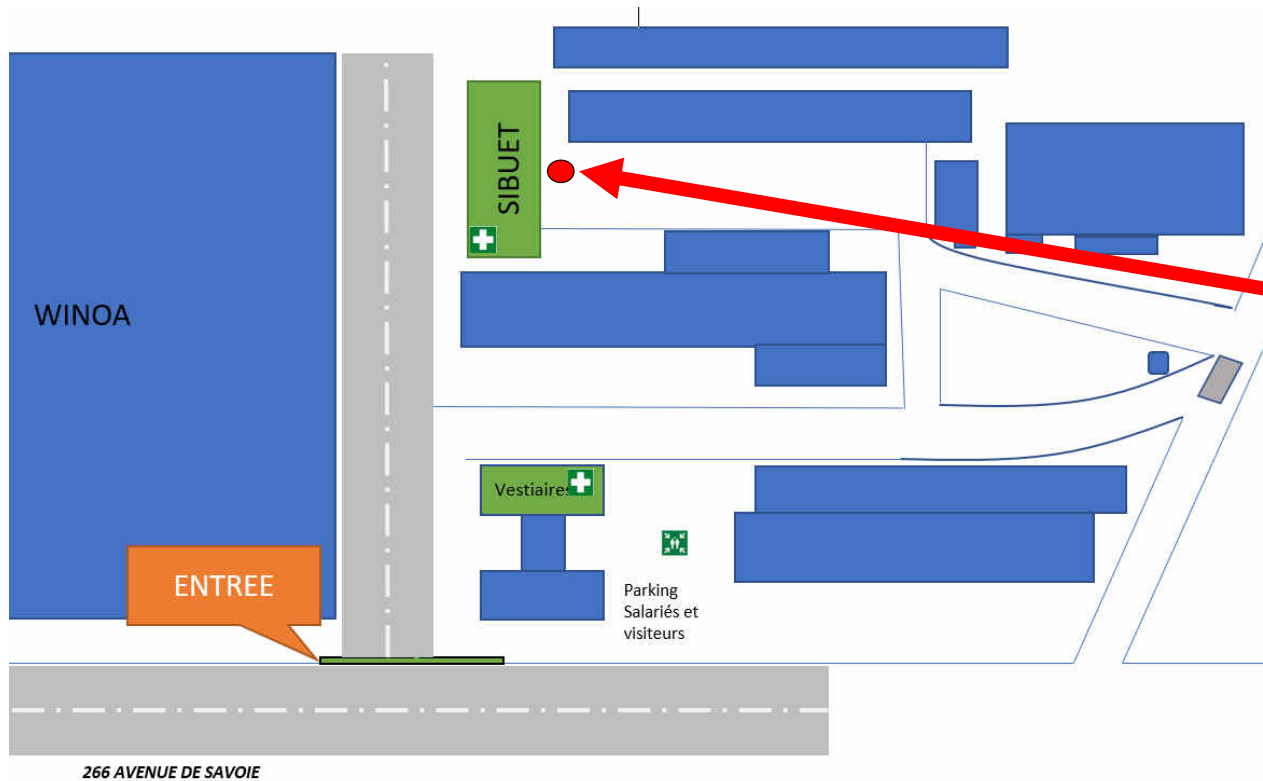 SIBUET
WINOA
Vestiaires
ENTREE
Parking
Salariés et
visiteurs
266 AVENUE DE SAVOIE